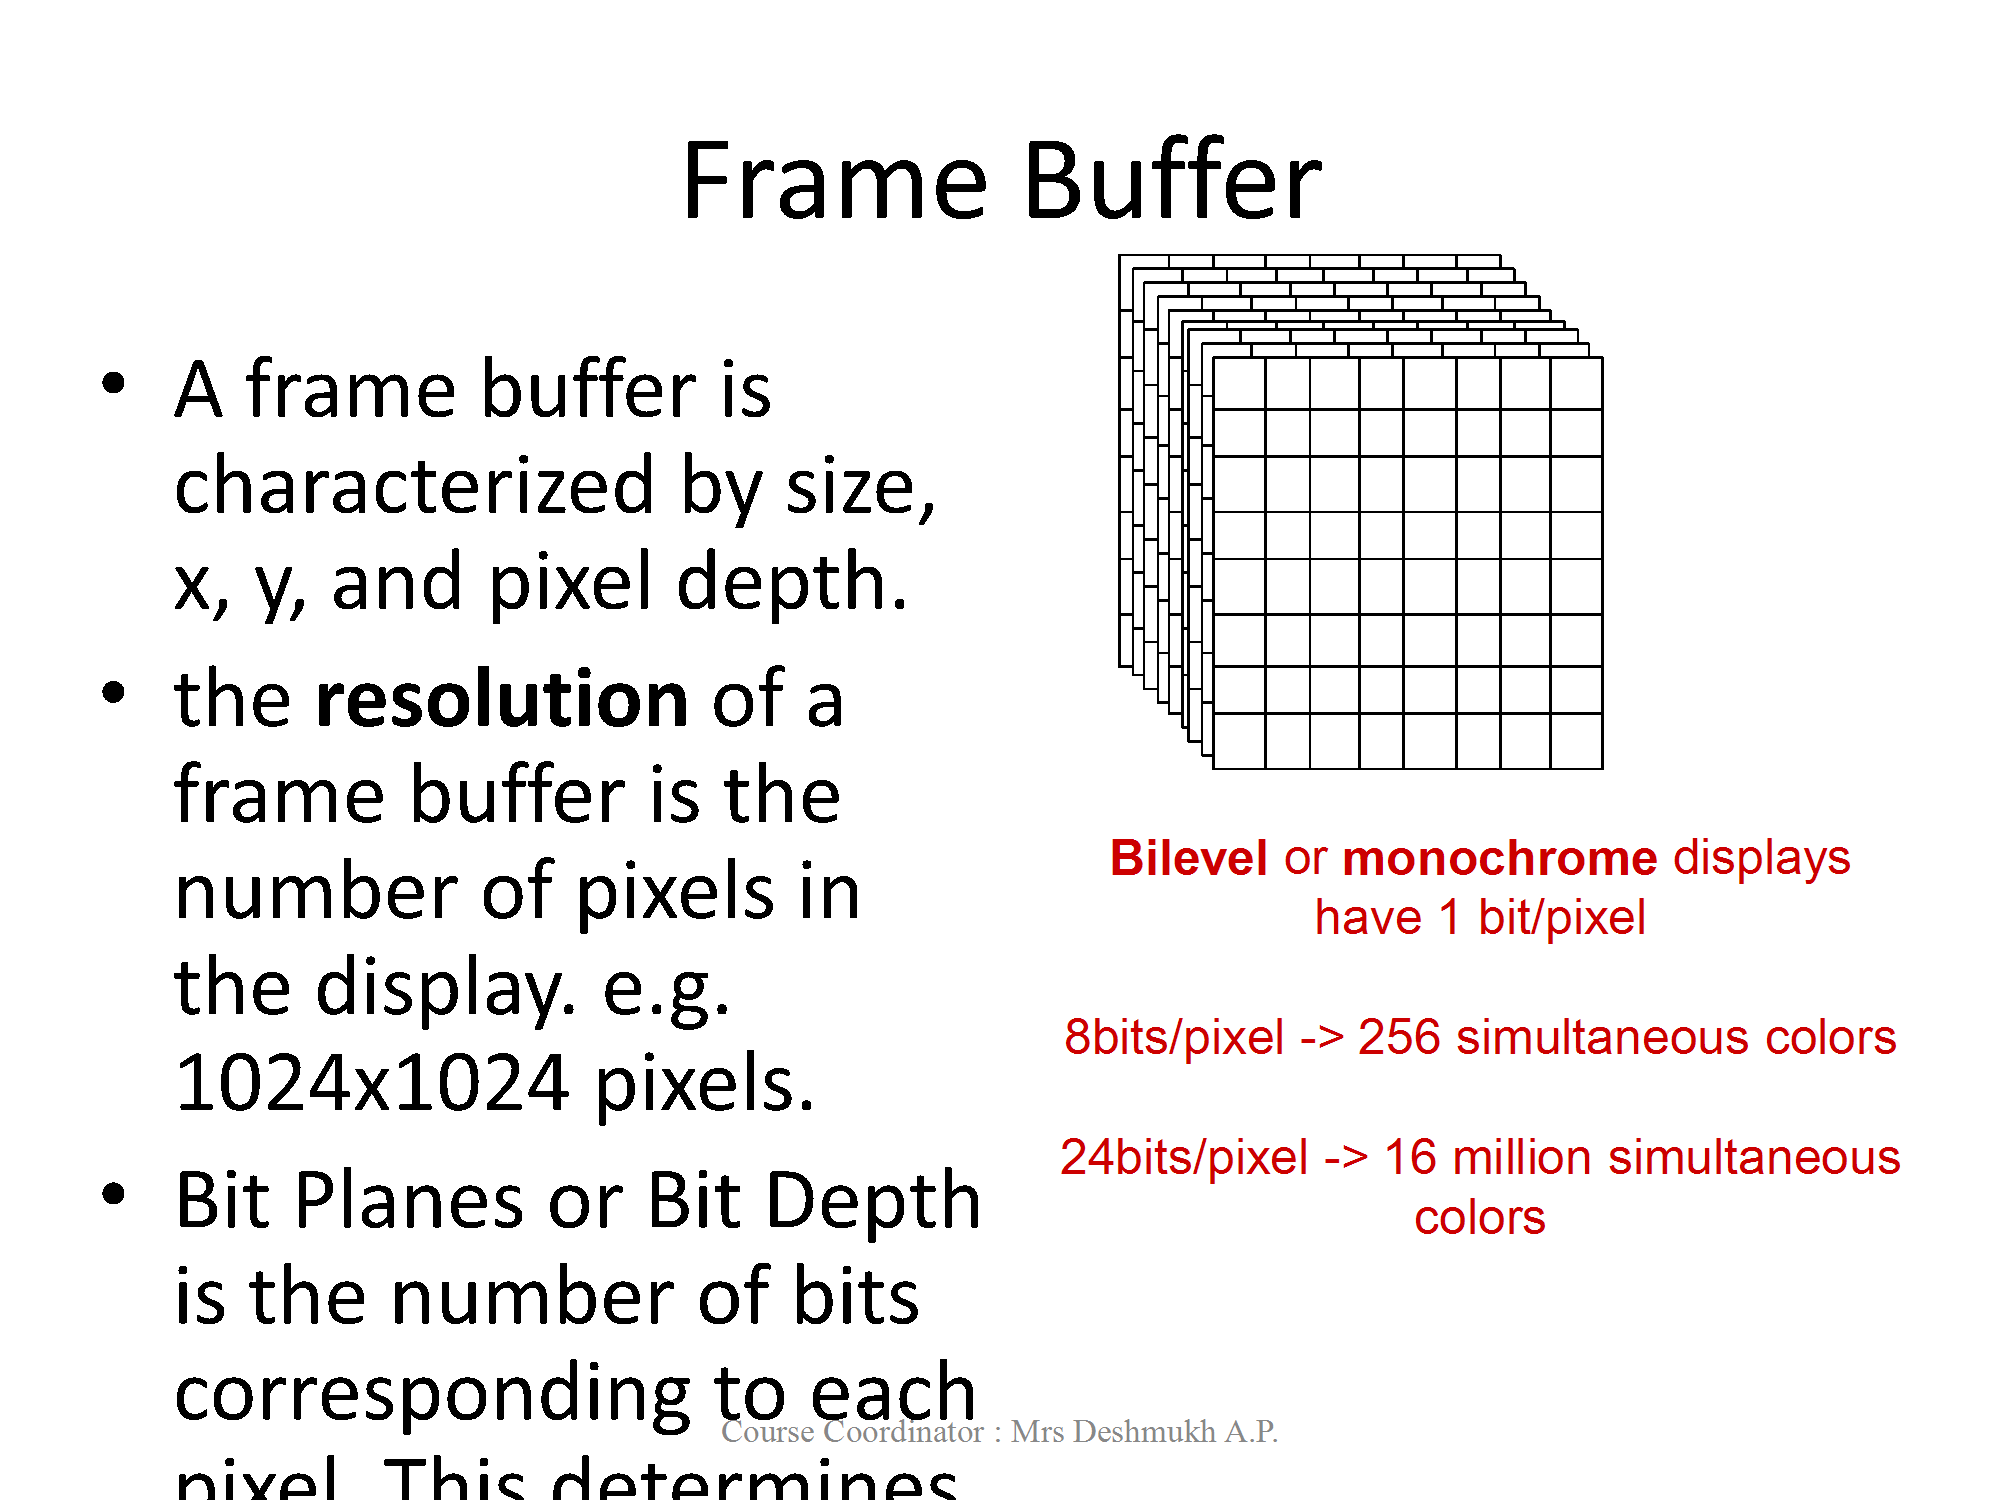 Frame Buffer
• A frame buffer is
characterized by size,
x, y, and pixel depth.
• the resolution of a
frame buffer is the
number of pixels in
the display. e.g.
1024x1024 pixels.
• Bit Planes or Bit Depth
is the number of bits
corresponding to each
pixel. This determines
Bilevel or monochrome displays
have 1 bit/pixel
8bits/pixel -> 256 simultaneous colors
24bits/pixel -> 16 million simultaneous
colors
Course Coordinator : Mrs Deshmukh A.P.